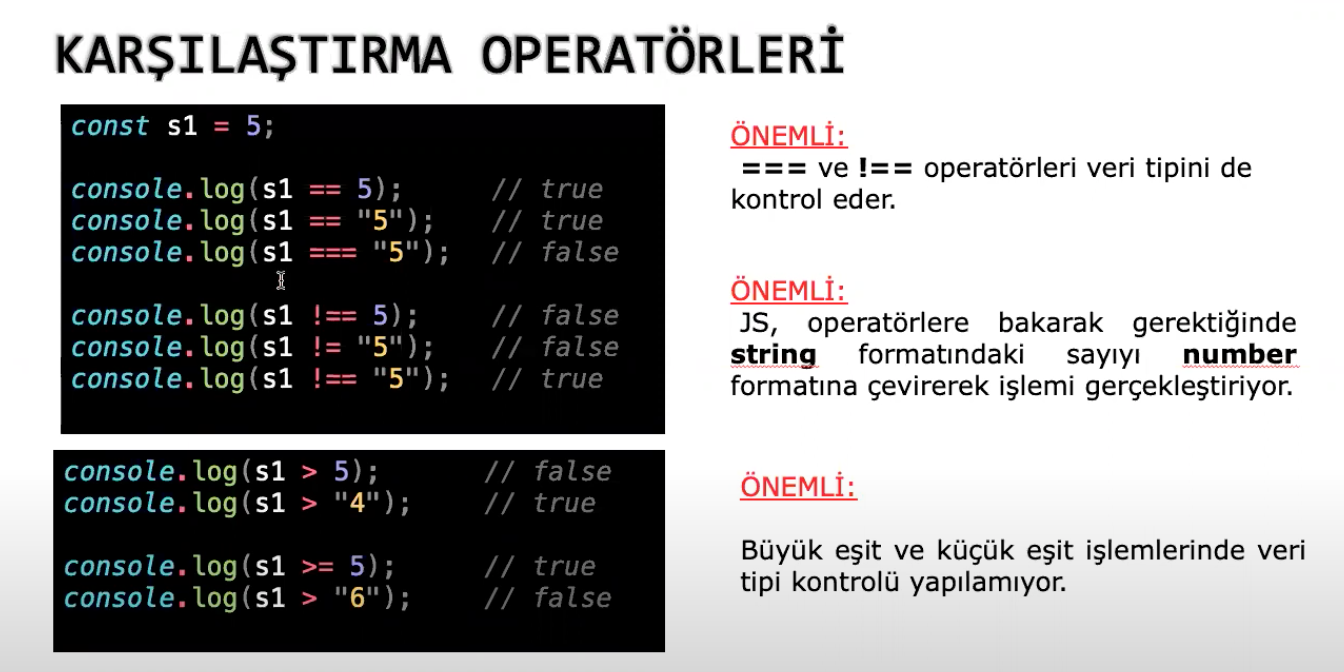 KARŞILAŞTIRMA OPERATÖRLERİ
const s1 = 5;
console.log(s1 == 5); // true
console.log(s1 == "5"); // true
console.log(s1 === "5"); // false
console.log(s1 !== 5); // false
console.log(s1 != "5"); // false
console.log(s1 !== "5"); // true
console.log(s1 > 5); // false
console.log(s1 > "4"); // true
console.log(s1 >= 5); // true
console.log(s1 > "6"); // false
ÖNEMLİ:
=== ve !== operatörleri veri tipini de
kontrol eder.
ÖNEMLİ:
JS, operatörlere bakarak gerektiğinde
string formatındaki sayıyı number
formatına çevirerek işlemi gerçekleştiriyor.
ÖNEMLİ:
Büyük eşit ve küçük eşit işlemlerinde veri
tipi kontrolü yapılamıyor.